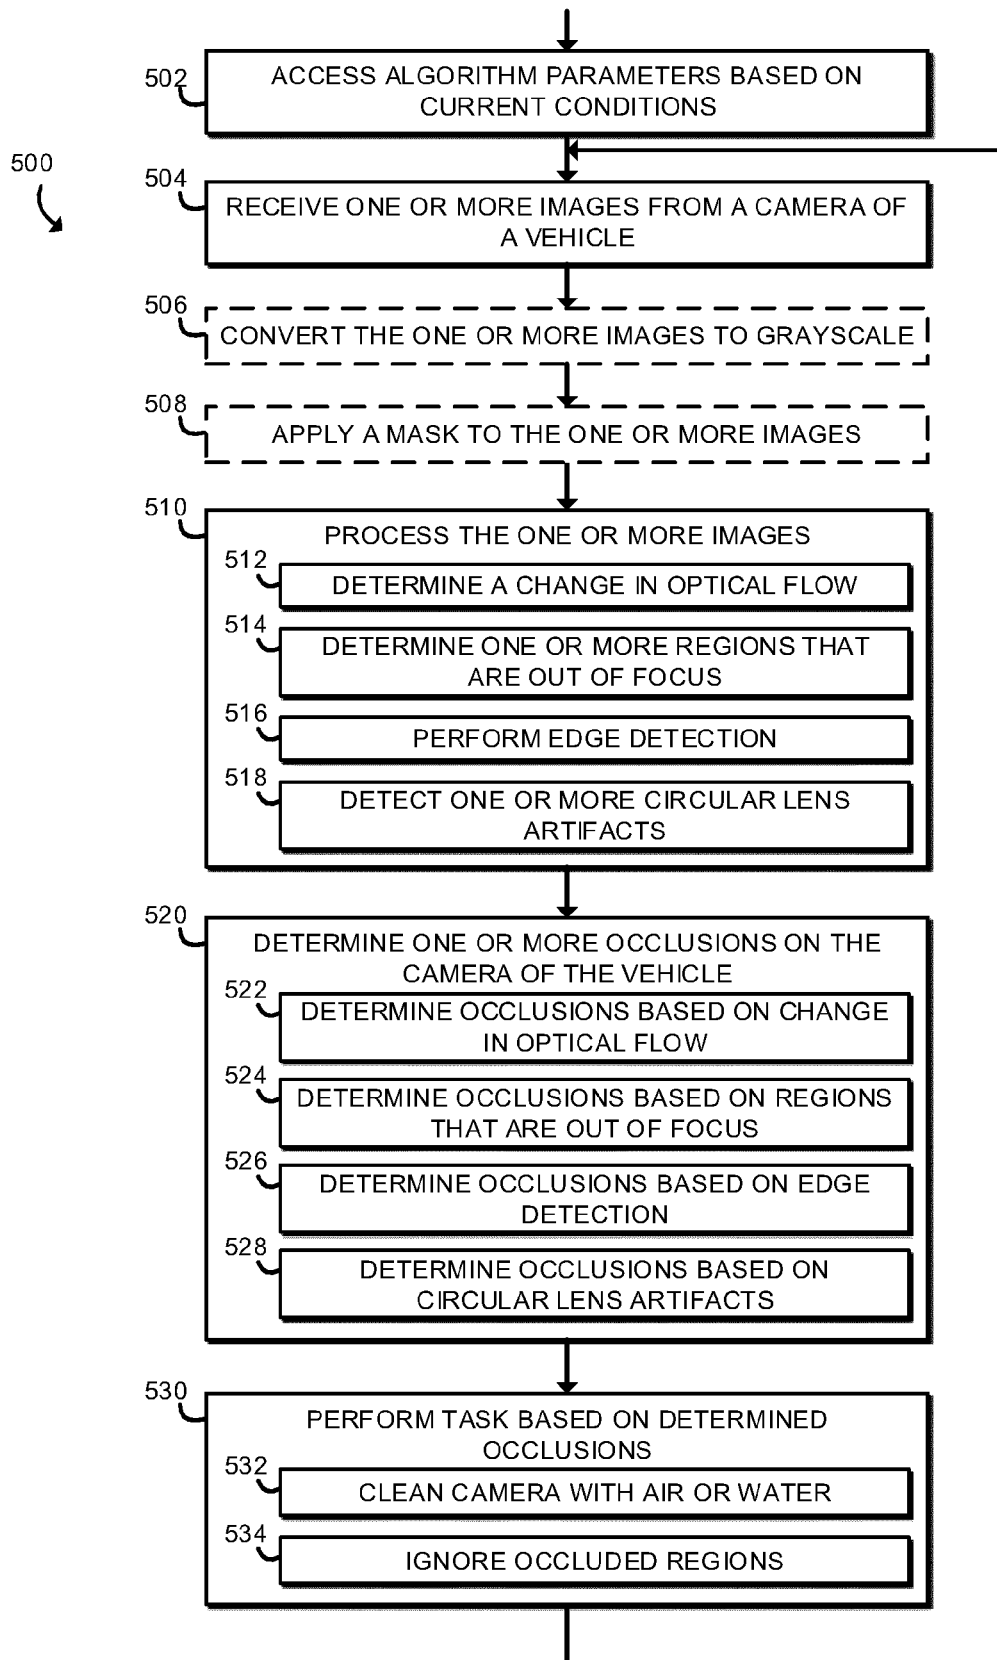 502
ACCESS ALGORITHM PARAMETERS BASED ON
CURRENT CONDITIONS
500
504
RECEIVE ONE OR MORE IMAGES FROM A CAMERA OF
A VEHICLE
506
CONVERT THE ONE OR MORE IMAGES TO GRAYSCALE
508
APPLY A MASK TO THE ONE OR MORE IMAGES
510
PROCESS THE ONE OR MORE IMAGES
512
DETERMINE A CHANGE IN OPTICAL FLOW
514
DETERMINE ONE OR MORE REGIONS THAT
ARE OUT OF FOCUS
516
PERFORM EDGE DETECTION
518
DETECT ONE OR MORE CIRCULAR LENS
ARTIFACTS
520
DETERMINE ONE OR MORE OCCLUSIONS ON THE
CAMERA OF THE VEHICLE
522
DETERMINE OCCLUSIONS BASED ON CHANGE
IN OPTICAL FLOW
524
DETERMINE OCCLUSIONS BASED ON REGIONS
THAT ARE OUT OF FOCUS
526
DETERMINE OCCLUSIONS BASED ON EDGE
DETECTION
528
DETERMINE OCCLUSIONS BASED ON
CIRCULAR LENS ARTIFACTS
530
PERFORM TASK BASED ON DETERMINED
OCCLUSIONS
532
CLEAN CAMERA WITH AIR OR WATER
534
IGNORE OCCLUDED REGIONS